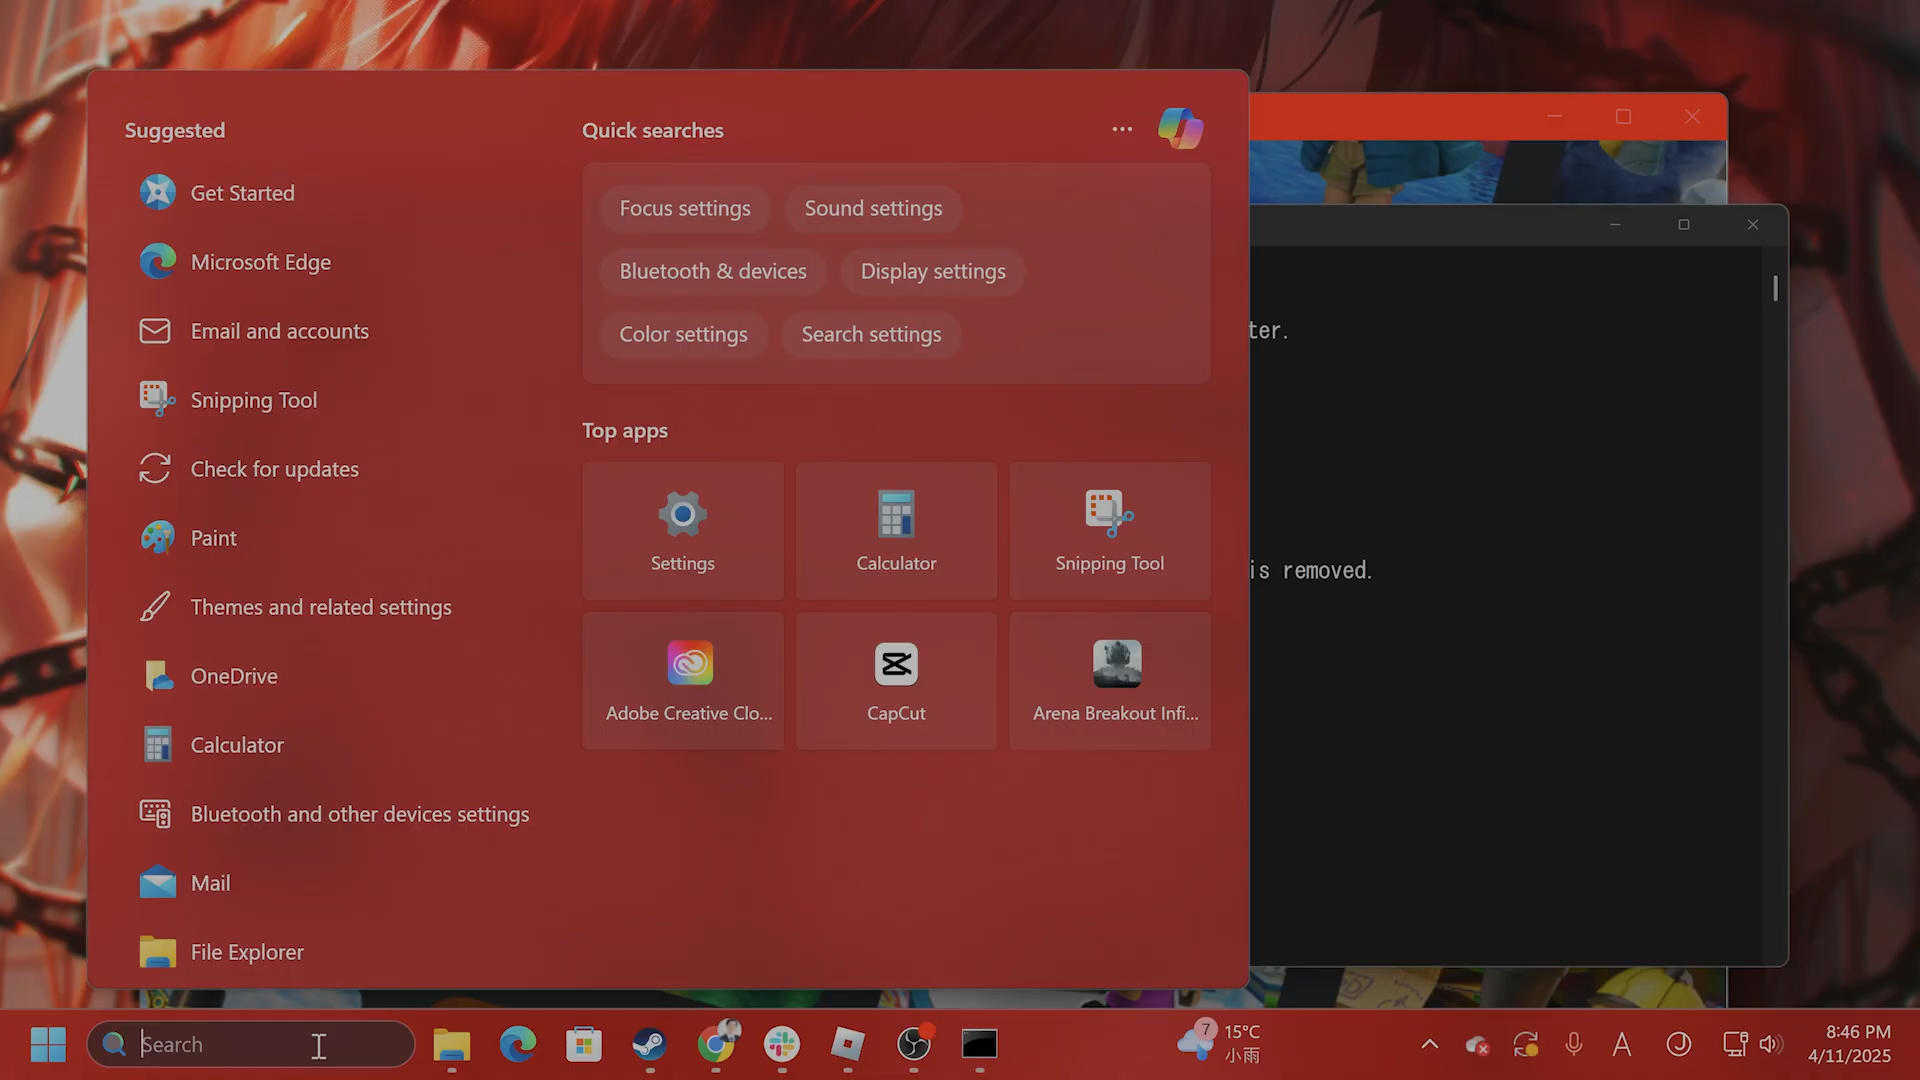 Suggested
Get Started
Microsoft Edge
Email and accounts
Snipping Tool
Check for updates
Paint
Themes and related settings
OneDrive
Calculator
Bluetooth and other devices settings
Mail
File Explorer
Quick searches
Focus settings
Sound settings
Bluetooth & devices
Display settings
Color settings
Search settings
Top apps
Settings
Calculator
Snipping Tool
Adobe Creative Clo...
CapCut
Arena Breakout Infi...
ter.
is removed.
Search
7
15°C
小雨
A
J
8:46 PM
4/11/2025